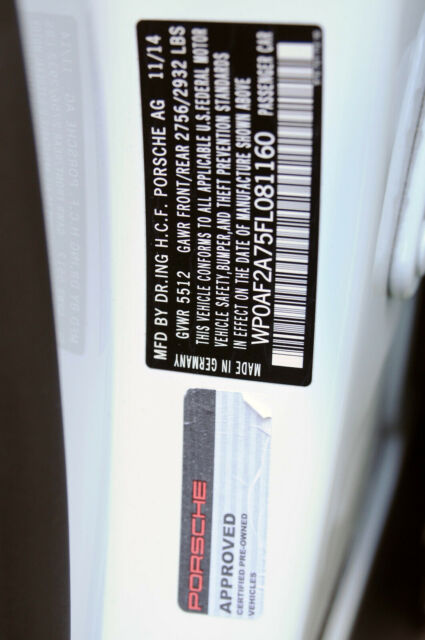 MFD BY DR.ING H.C.F. PORSCHE AG 11/14
GVWR 5512 GAWR FRONT/REAR 2756/2932 LBS
THIS VEHICLE CONFORMS TO ALL APPLICABLE U.S.FEDERAL MOTOR
VEHICLE SAFETY,BUMPER,AND THEFT PREVENTION STANDARDS
IN EFFECT ON THE DATE OF MANUFACTURE SHOWN ABOVE
WP0AF2A75FL081160 PASSENGER CAR
MADE IN GERMANY
PORSCHE
APPROVED
CERTIFIED PRE-OWNED
VEHICLES